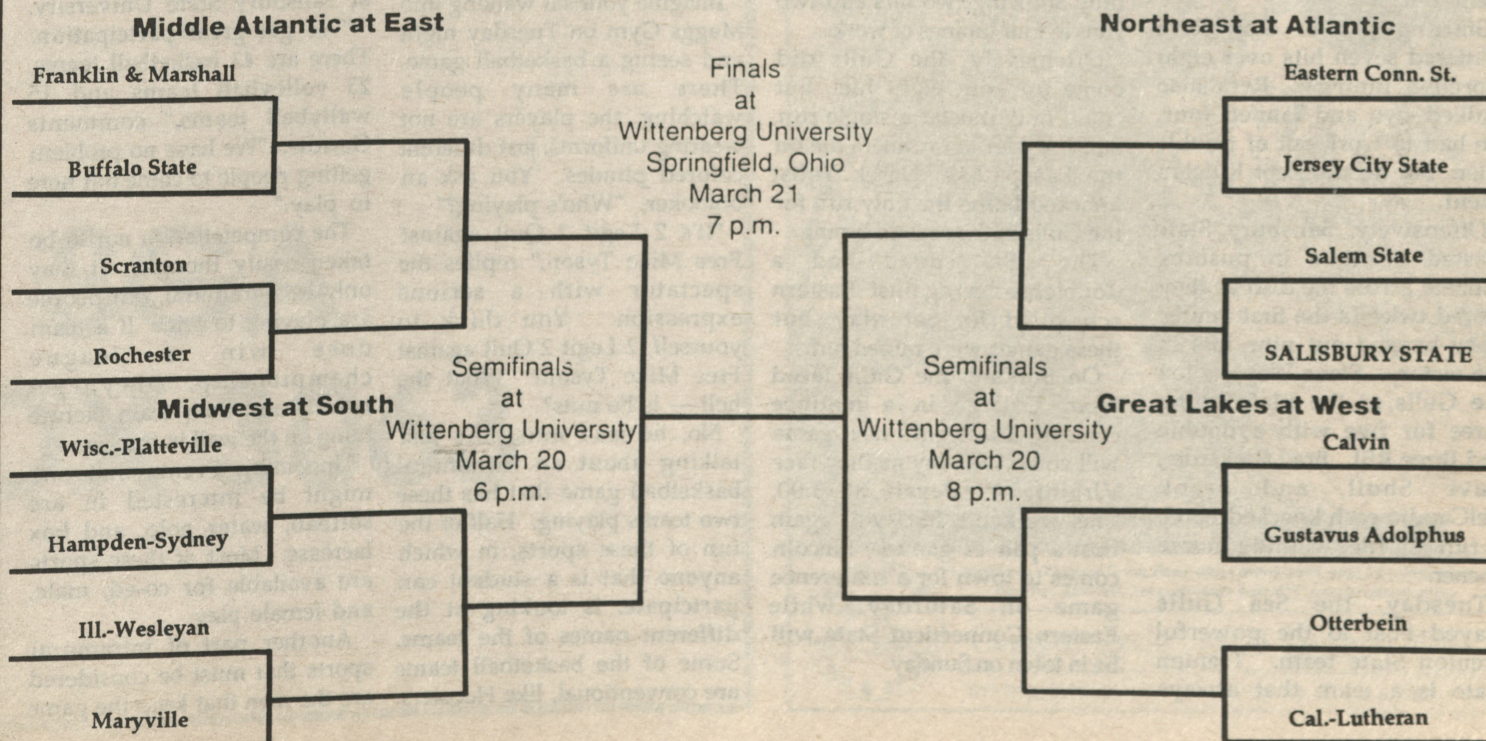 Middle Atlantic at East
Franklin & Marshall
Buffalo State
Scranton
Rochester
Midwest at South
Wisc.-Platteville
Hampden-Sydney
Ill.-Wesleyan
Maryville
Semifinals
at
Wittenberg University
March 20
6 p.m.
Finals
at
Wittenberg University
Springfield, Ohio
March 21
7 p.m.
Semifinals
at
Wittenberg University
March 20
8 p.m.
Northeast at Atlantic
Eastern Conn. St.
Jersey City State
Salem State
SALISBURY STATE
Great Lakes at West
Calvin
Gustavus Adolphus
Otterbein
Cal.-Lutheran